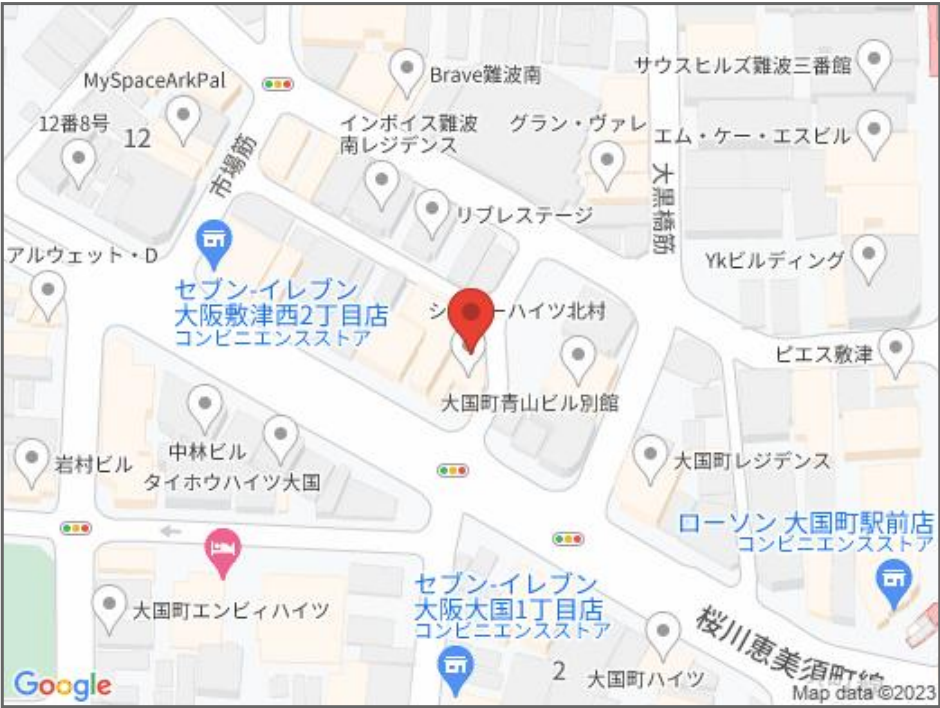 MySpaceArkPal
Brave難波南
サウスヒルズ難波三番館
12番8号
12
市場筋
インボイス難波
南レジデンス
グラン・ヴァレ
エム・ケー・エスビル
大黒橋筋
リブレステージ
アルウェット・D
Ykビルディング
セブン-イレブン
大阪敷津西2丁目店
コンビニエンスストア
ハイツ北村
ピエス敷津
大国町青山ビル別館
中林ビル
岩村ビル
タイホウハイツ大国
大国町レジデンス
ローソン 大国町駅前店
コンビニエンスストア
セブン-イレブン
大阪大国1丁目店
コンビニエンスストア
大国町エンビィハイツ
桜川恵美須町線
2
大国町ハイツ
Google
Map data ©2023